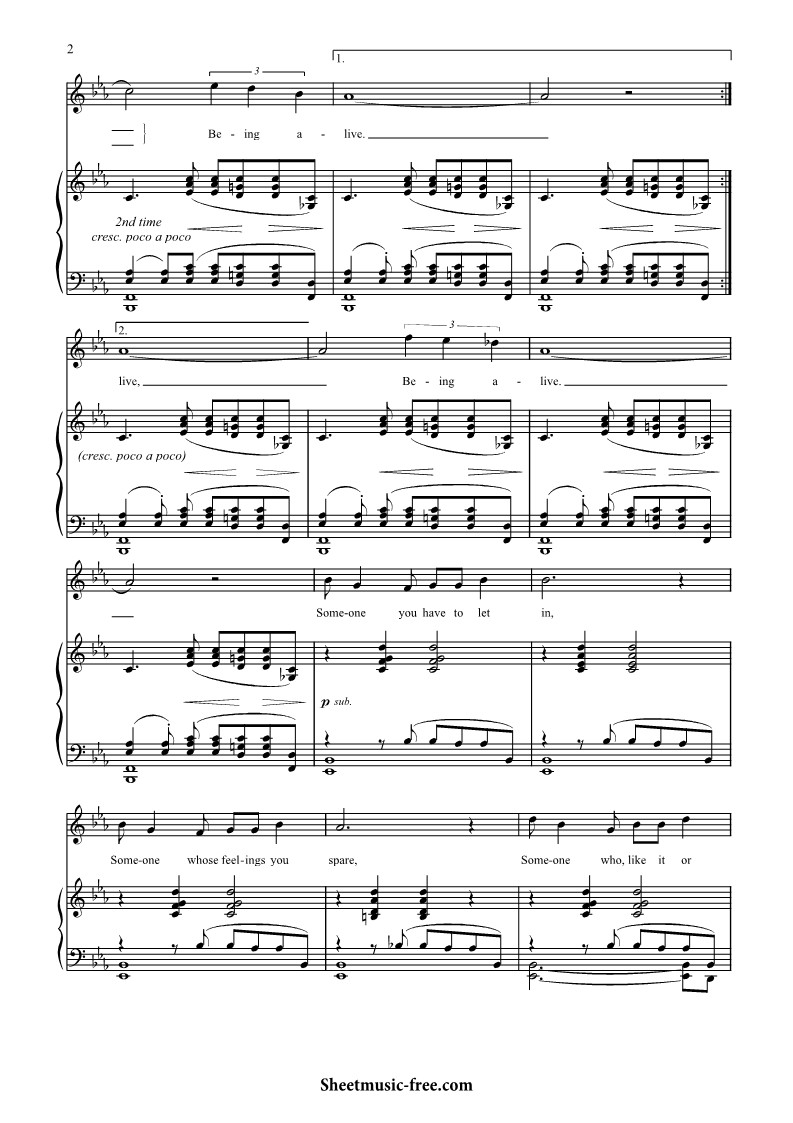 2
1.
3
Be - ing a - live.
2nd time
cresc. poco a poco
2.
3
live, Be - ing a - live.
(cresc. poco a poco)
Some-one you have to let in,
p sub.
Some-one whose feel-ings you spare, Some-one who, like it or
Sheetmusic-free.com